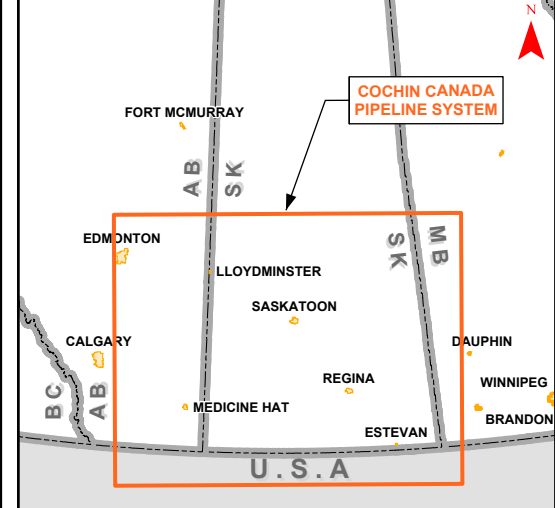 N
COCHIN CANADA
PIPELINE SYSTEM
FORT MCMURRAY
AB
SK
EDMONTON
SK
MB
LLOYDMINSTER
SASKATOON
CALGARY
DAUPHIN
REGINA
WINNIPEG
BC
AB
MEDICINE HAT
BRANDON
ESTEVAN
U.S.A